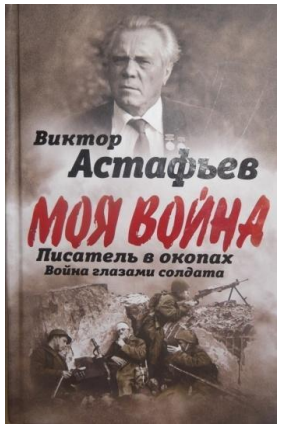 Виктор
Астафьев
МОЯ ВОЙНА
Писатель в окопах
Война глазами солдата